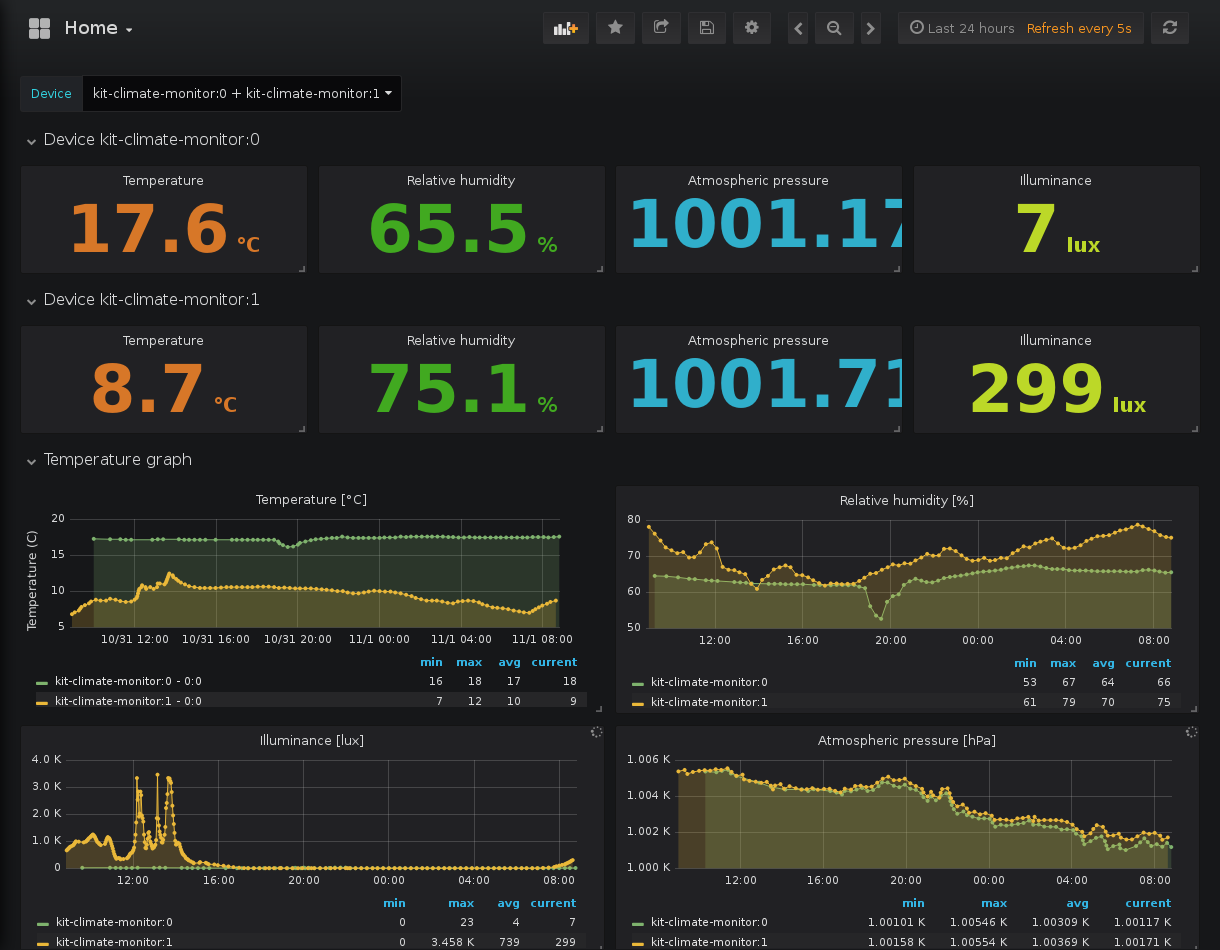 Home
Last 24 hours Refresh every 5s
Device kit-climate-monitor:0 + kit-climate-monitor:1
Device kit-climate-monitor:0
Temperature Relative humidity Atmospheric pressure Illuminance
17.6 °C 65.5 % 1001.17 7 lux
Device kit-climate-monitor:1
Temperature Relative humidity Atmospheric pressure Illuminance
8.7 °C 75.1 % 1001.71 299 lux
Temperature graph
Temperature [°C]
Temperature (C)
20
15
10
5
10/31 12:00 10/31 16:00 10/31 20:00 11/1 00:00 11/1 04:00 11/1 08:00
min max avg current
kit-climate-monitor:0 - 0:0 16 18 17 18
kit-climate-monitor:1 - 0:0 7 12 10 9
Relative humidity [%]
80
70
60
50
12:00 16:00 20:00 00:00 04:00 08:00
min max avg current
kit-climate-monitor:0 53 67 64 66
kit-climate-monitor:1 61 79 70 75
Illuminance [lux]
4.0 K
3.0 K
2.0 K
1.0 K
0
12:00 16:00 20:00 00:00 04:00 08:00
min max avg current
kit-climate-monitor:0 0 23 4 7
kit-climate-monitor:1 0 3.458 K 739 299
Atmospheric pressure [hPa]
1.006 K
1.004 K
1.002 K
1.000 K
12:00 16:00 20:00 00:00 04:00 08:00
min max avg current
kit-climate-monitor:0 1.00101 K 1.00546 K 1.00309 K 1.00117 K
kit-climate-monitor:1 1.00158 K 1.00554 K 1.00369 K 1.00171 K